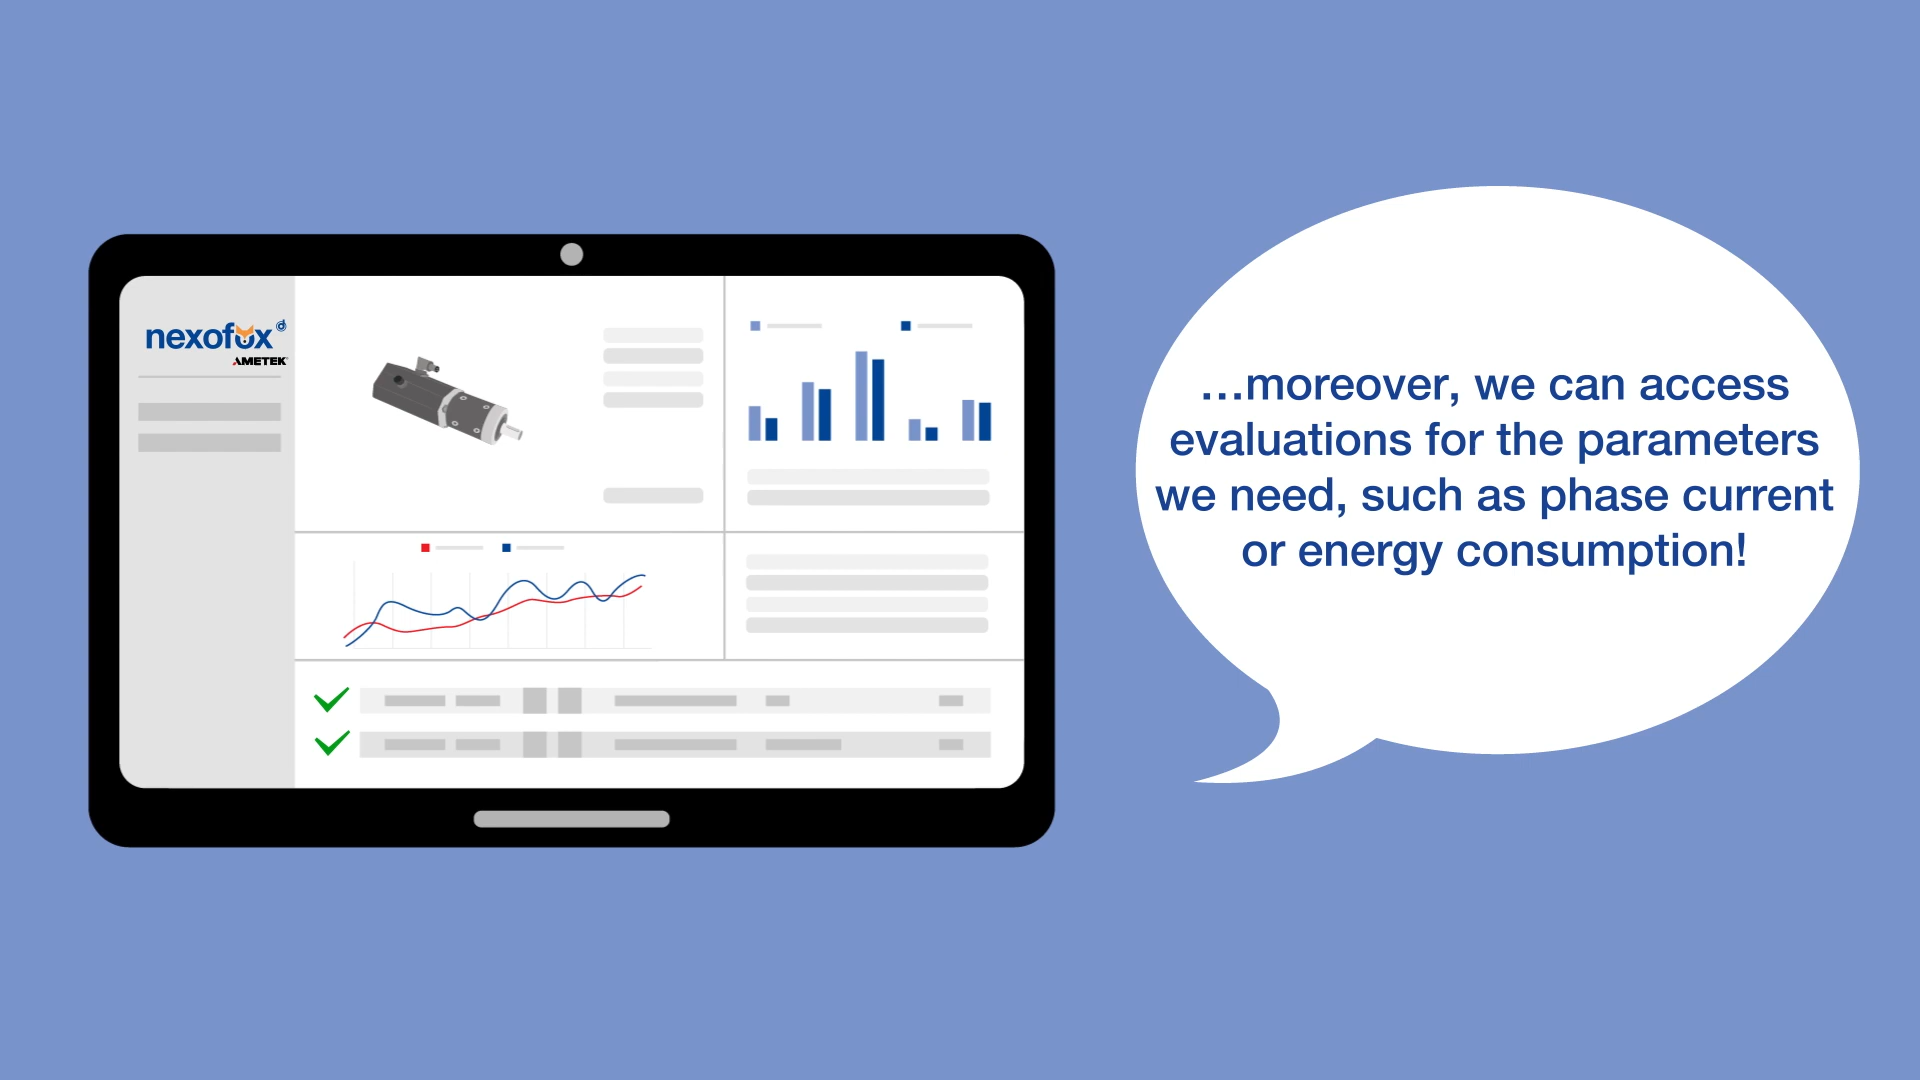 nexofox
AMETEK
...moreover, we can access
evaluations for the parameters
we need, such as phase current
or energy consumption!